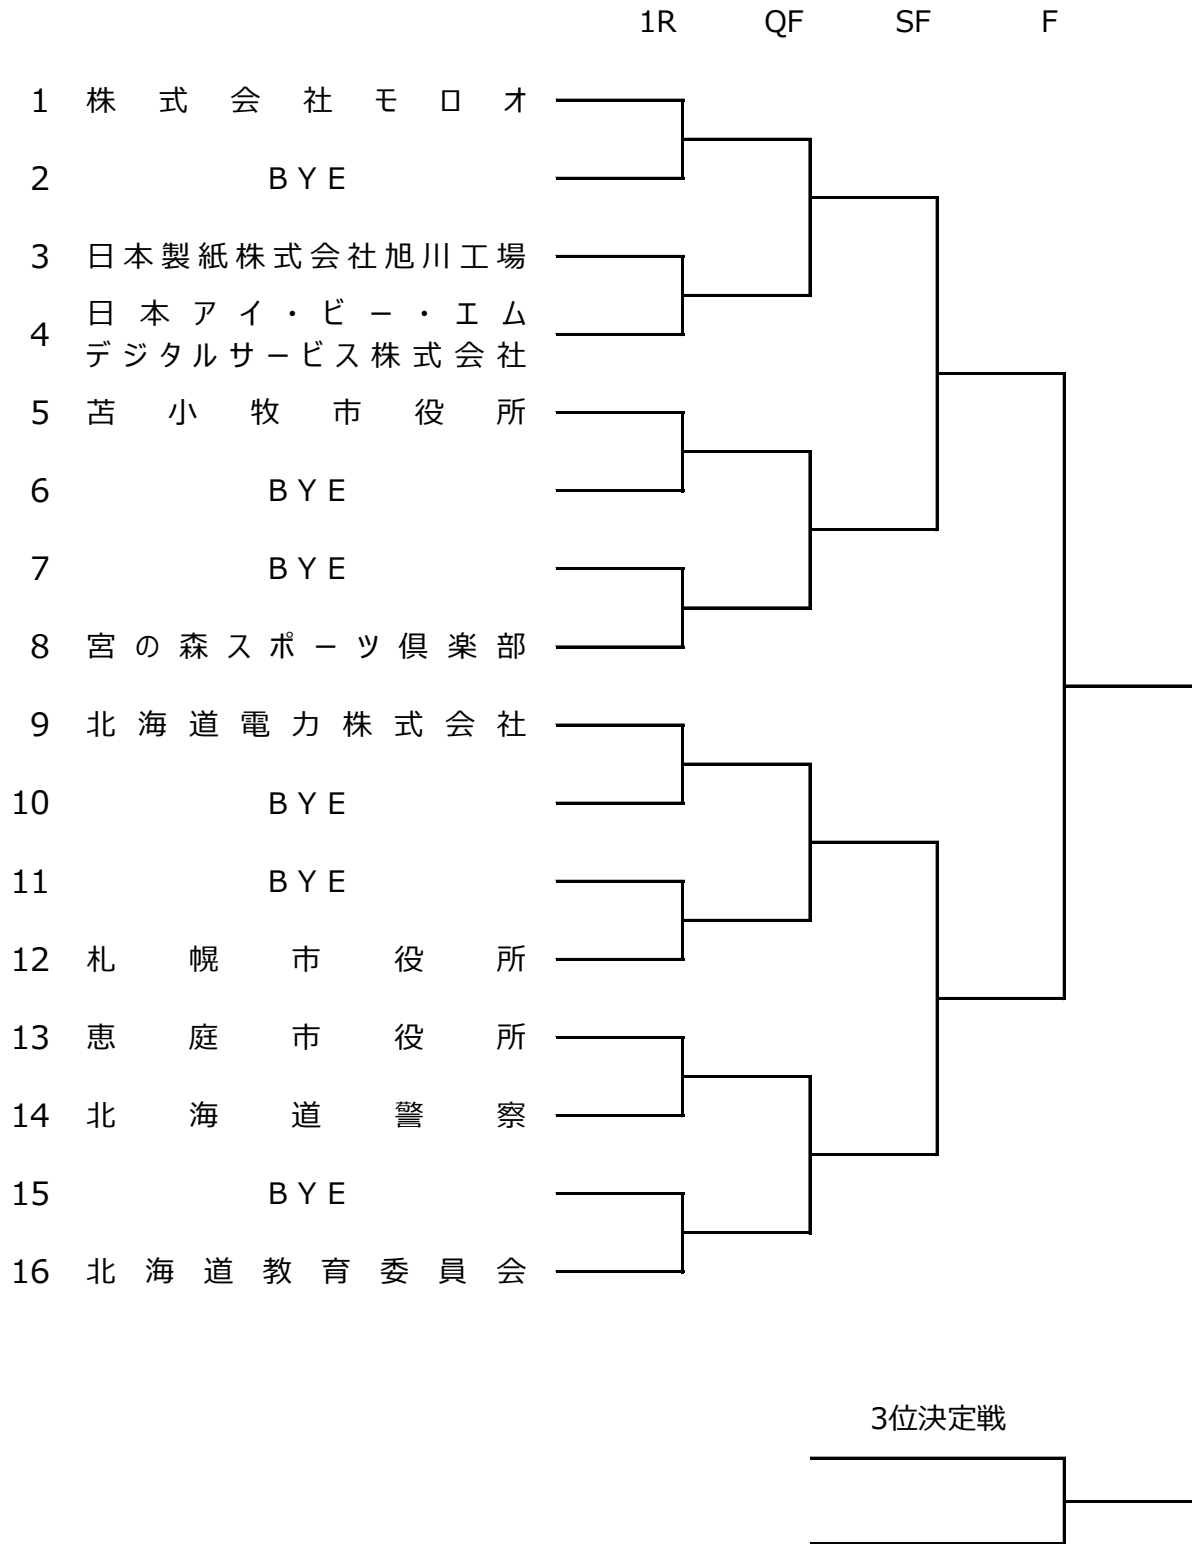 1R QF SF F
1 株式会社モロオ
2 BYE
3 日本製紙株式会社旭川工場
4 日本アイ・ビー・エム
デジタルサービス株式会社
5 苫小牧市役所
6 BYE
7 BYE
8 宮の森スポーツ倶楽部
9 北海道電力株式会社
10 BYE
11 BYE
12 札幌市役所
13 恵庭市役所
14 北海道警察
15 BYE
16 北海道教育委員会
3位決定戦